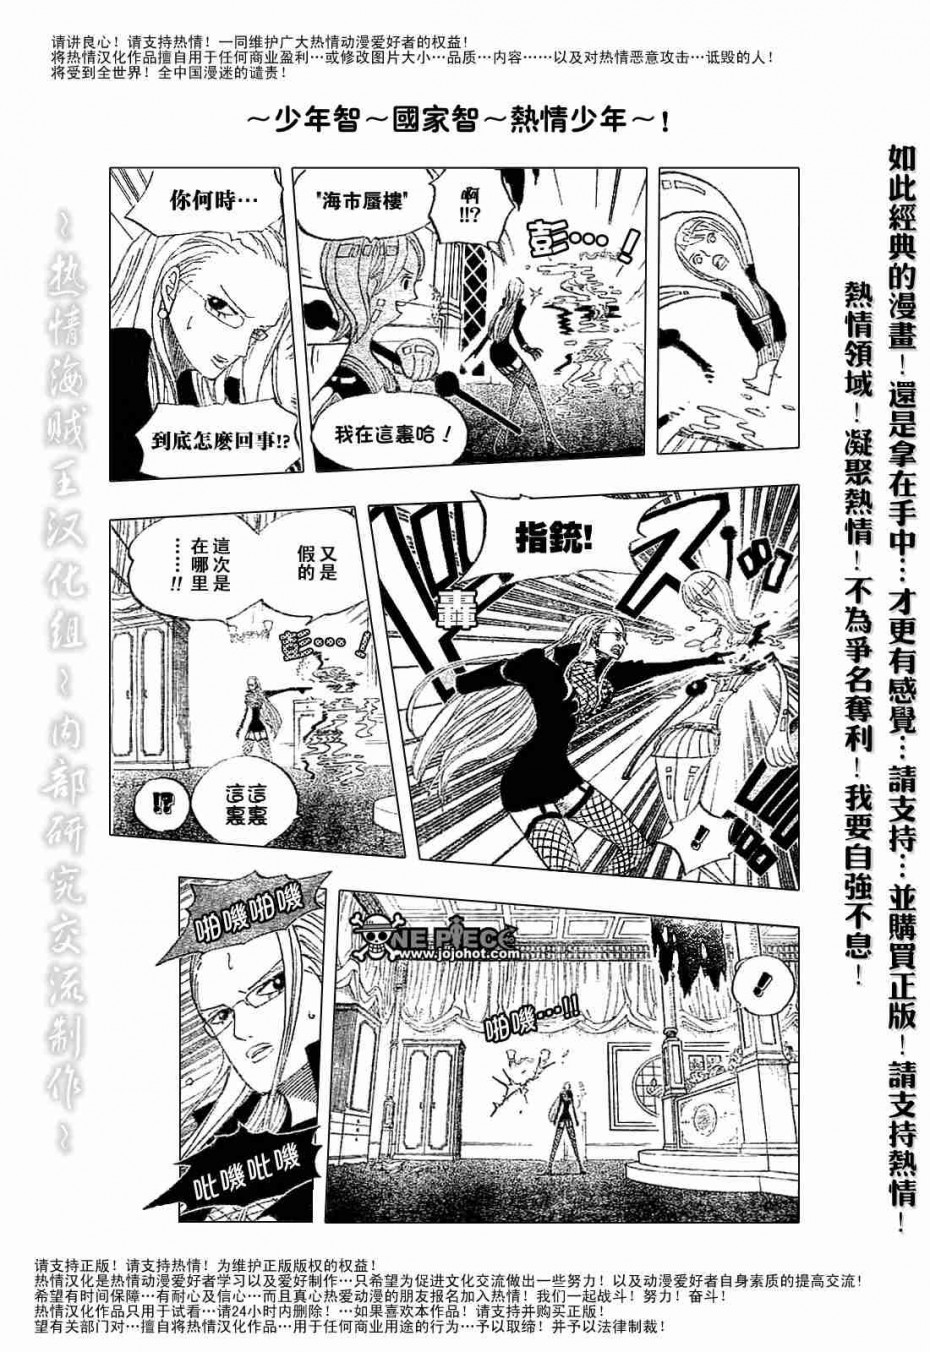 请讲良心！请支持热情！一同维护广大热情动漫爱好者的权益！
将热情汉化作品擅自用于任何商业盈利…或修改图片大小…品质…内容……以及对热情恶意攻击…诋毁的人！
将受到全世界！全中国漫迷的谴责！
～少年智～國家智～熱情少年～！
如此經典的漫畫！還是拿在手中…才更有感覺…請支持…並購買正版！請支持熱情！
熱情領域！凝聚熱情！不為爭名奪利！我要自強不息！
～热情海贼王汉化组～内部研究交流制作～
啊!!?
彭…！
"海市蜃樓"
我在這裏哈！
你何時…
到底怎麼回事!?
指銃!
轟
！
又是
假的
這次是
在哪里
……!!
彭…！
這
這
裏
裏
!?
！
啪嘰…!!
ONE PIECE
www.jojohot.com
啪嘰啪嘰
吡嘰吡嘰
请支持正版！请支持热情！为维护正版版权的权益！
热情汉化是热情动漫爱好者学习以及爱好制作…只希望为促进文化交流做出一些努力！以及动漫爱好者自身素质的提高交流！
希望有时间保障…有耐心及信心…而且真心热爱动漫的朋友报名加入热情！我们一起战斗！努力！奋斗！
热情汉化作品只用于试看…请24小时内删除！…如果喜欢本作品！请支持并购买正版！
望有关部门对…擅自将热情汉化作品…用于任何商业用途的行为…予以取缔！并予以法律制裁！